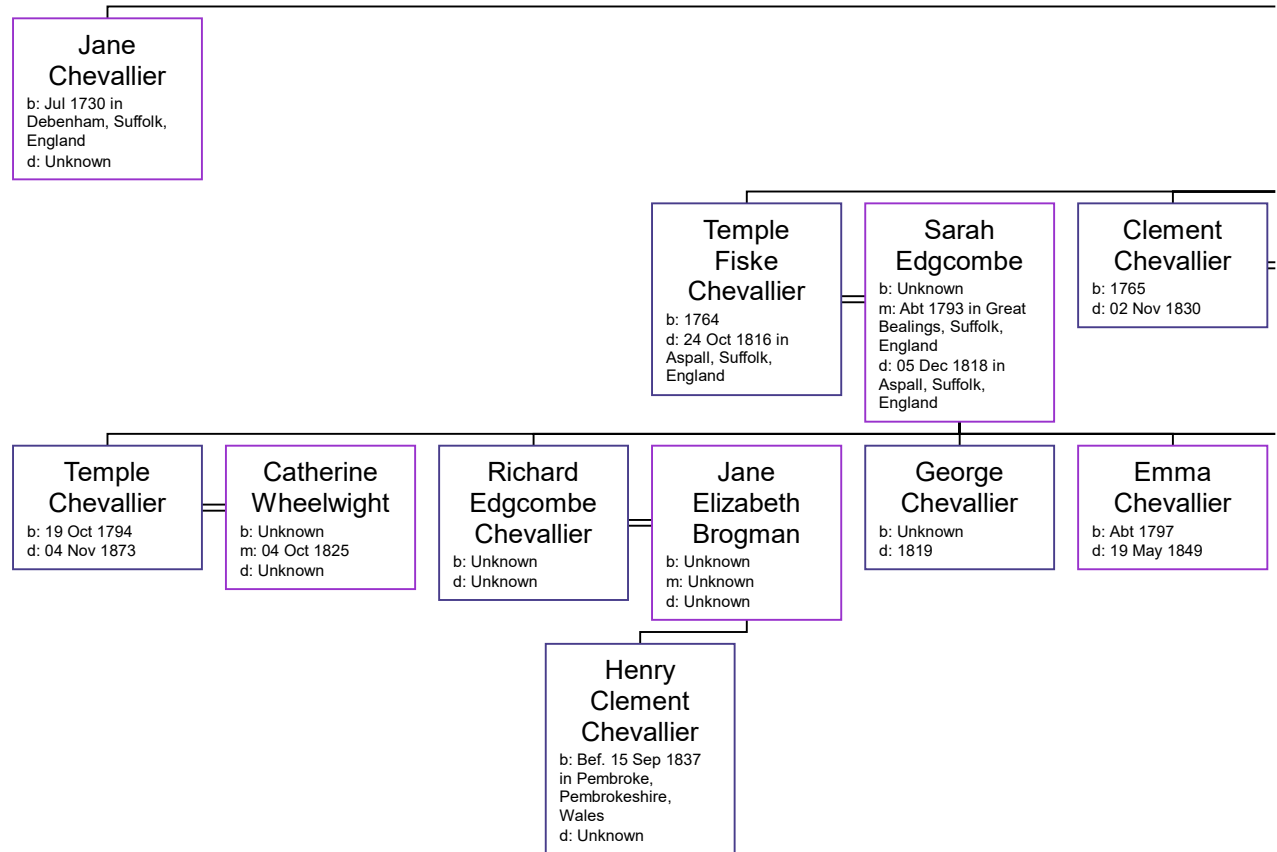 Jane
Chevallier
b: Jul 1730 in
Debenham, Suffolk,
England
d: Unknown
Temple
Fiske
Chevallier
b: 1764
d: 24 Oct 1816 in
Aspall, Suffolk,
England
Sarah
Edgcombe
b: Unknown
m: Abt 1793 in Great
Bealings, Suffolk,
England
d: 05 Dec 1818 in
Aspall, Suffolk,
England
Clement
Chevallier
b: 1765
d: 02 Nov 1830
Temple
Chevallier
b: 19 Oct 1794
d: 04 Nov 1873
Catherine
Wheelwight
b: Unknown
m: 04 Oct 1825
d: Unknown
Richard
Edgcombe
Chevallier
b: Unknown
d: Unknown
Jane
Elizabeth
Brogman
b: Unknown
m: Unknown
d: Unknown
George
Chevallier
b: Unknown
d: 1819
Emma
Chevallier
b: Abt 1797
d: 19 May 1849
Henry
Clement
Chevallier
b: Bef. 15 Sep 1837
in Pembroke,
Pembrokeshire,
Wales
d: Unknown